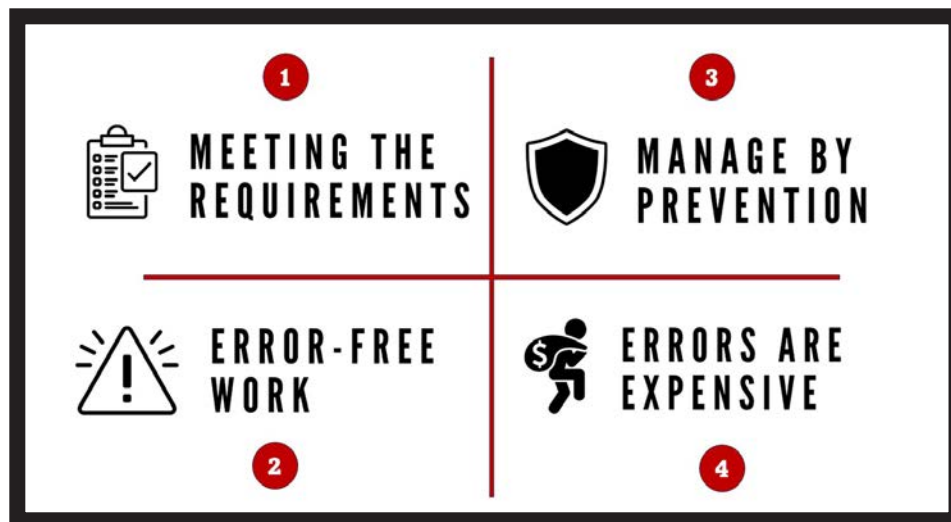 1
MEETING THE
REQUIREMENTS
2
ERROR-FREE
WORK
3
MANAGE BY
PREVENTION
4
$
ERRORS ARE
EXPENSIVE